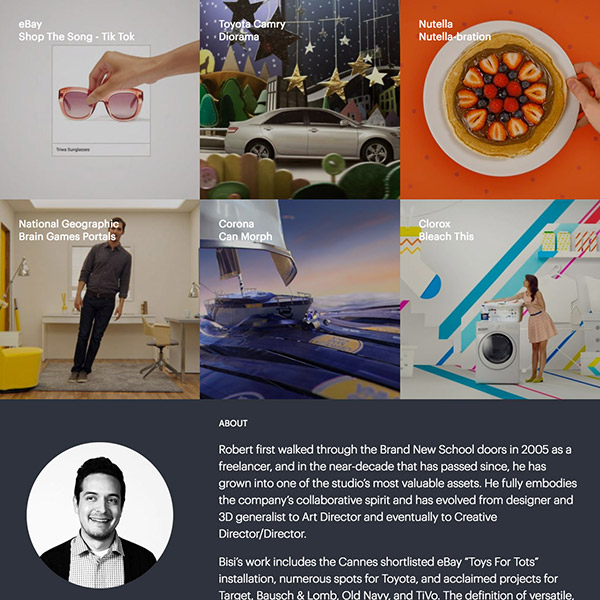 eBay
Shop The Song - Tik Tok
Toyota Camry
Diorama
Nutella
Nutella-bration
Triwa Sunglasses
National Geographic
Brain Games Portals
Corona
Can Morph
Clorox
Bleach This
ABOUT
Robert first walked through the Brand New School doors in 2005 as a
freelancer, and in the near-decade that has passed since, he has
grown into one of the studio's most valuable assets. He fully embodies
the company's collaborative spirit and has evolved from designer and
3D generalist to Art Director and eventually to Creative
Director/Director.
Bisi's work includes the Cannes shortlisted eBay “Toys For Tots”
installation, numerous spots for Toyota, and acclaimed projects for
Target, Bausch & Lomb, Old Navy, and TiVo. The definition of versatile,